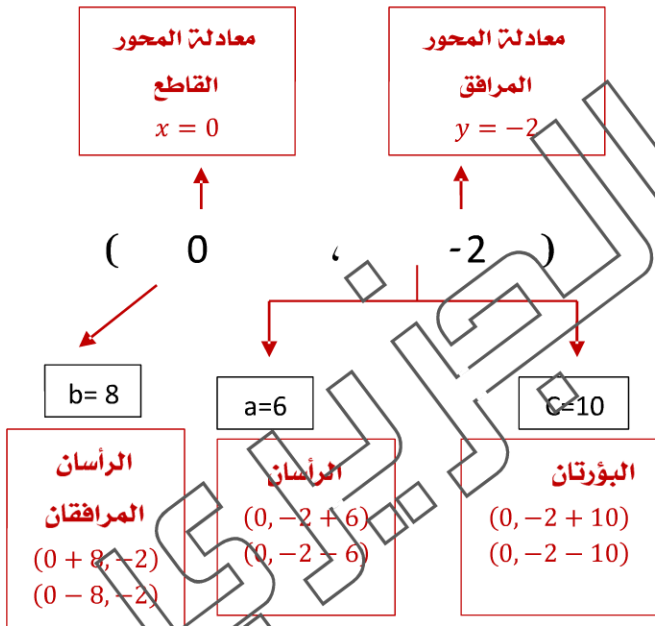 معادلة المحور
المرافق
y = −2
معادلة المحور
القاطع
x = 0
( 0 ، -2 )
b= 8
a=6
C=10
الرأسان
المرافقان
(0 + 8, −2)
(0 − 8, −2)
الرأسان
(0, −2 + 6)
(0, −2 − 6)
البؤرتان
(0, −2 + 10)
(0, −2 − 10)